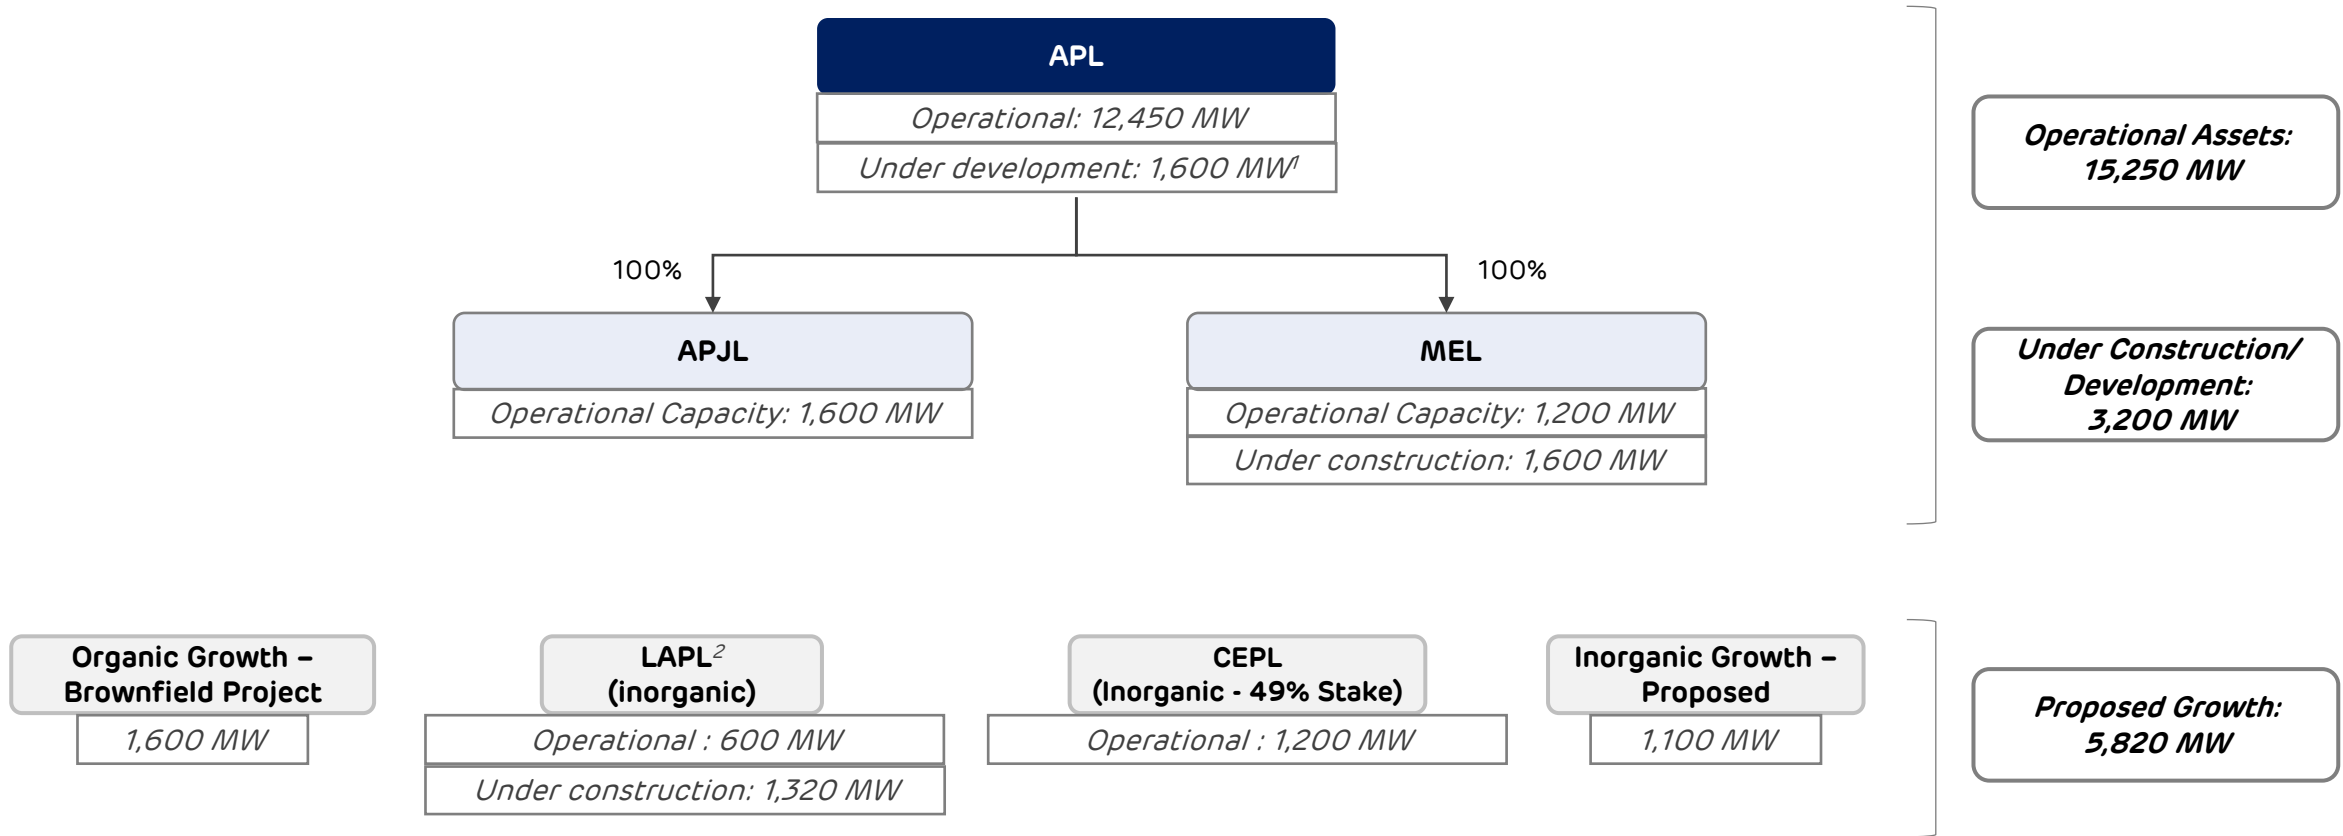 APL
Operational: 12,450 MW
Under development: 1,600 MW¹
Operational Assets:
15,250 MW
100%
100%
APJL
Operational Capacity: 1,600 MW
MEL
Operational Capacity: 1,200 MW
Under construction: 1,600 MW
Under Construction/
Development:
3,200 MW
Organic Growth –
Brownfield Project
1,600 MW
LAPL²
(inorganic)
Operational : 600 MW
Under construction: 1,320 MW
CEPL
(Inorganic - 49% Stake)
Operational : 1,200 MW
Inorganic Growth –
Proposed
1,100 MW
Proposed Growth:
5,820 MW